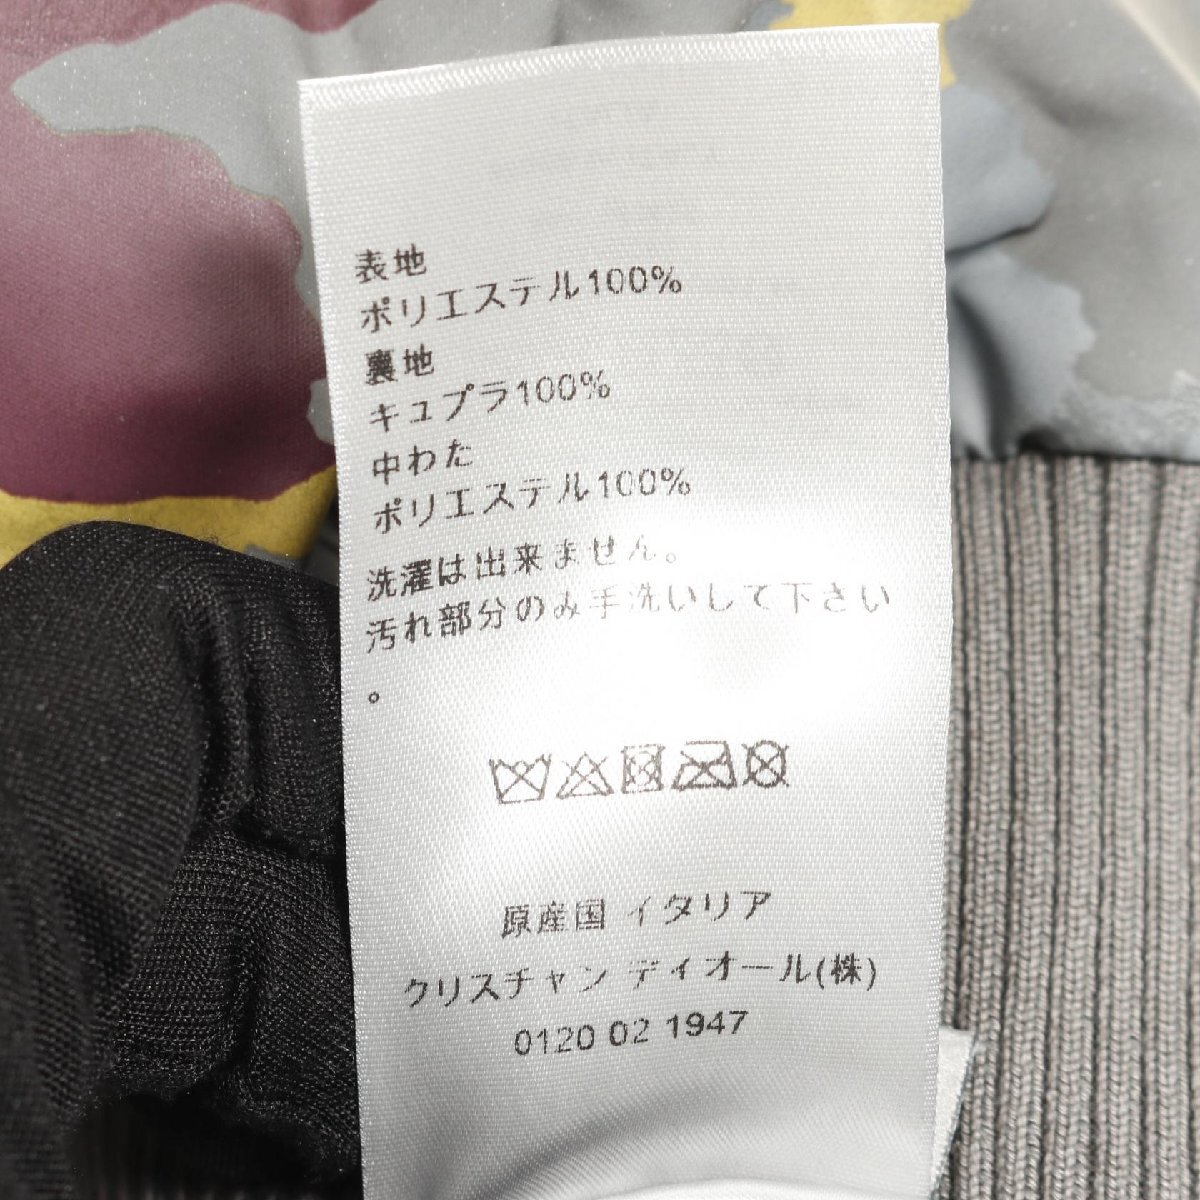 表地
ポリエステル100%
裏地
キュプラ100%
中わた
ポリエステル100%
洗濯は出来ません。
汚れ部分のみ手洗いして下さい
。
原産国 イタリア
クリスチャン ディオール(株)
0120 02 1947